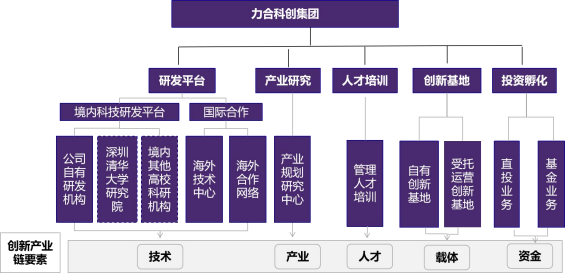 力合科创集团
研发平台
产业研究
人才培训
创新基地
投资孵化
境内科技研发平台
国际合作
公司
自有
研发
机构
深圳
清华
大学
研究
院
境内
其他
高校
科研
机构
海外
技术
中心
海外
合作
网络
产业
规划
研究
中心
管理
人才
培训
自有
创新
基地
受托
运营
创新
基地
直投
业务
基金
业务
创新产业
链要素
技术
产业
人才
载体
资金